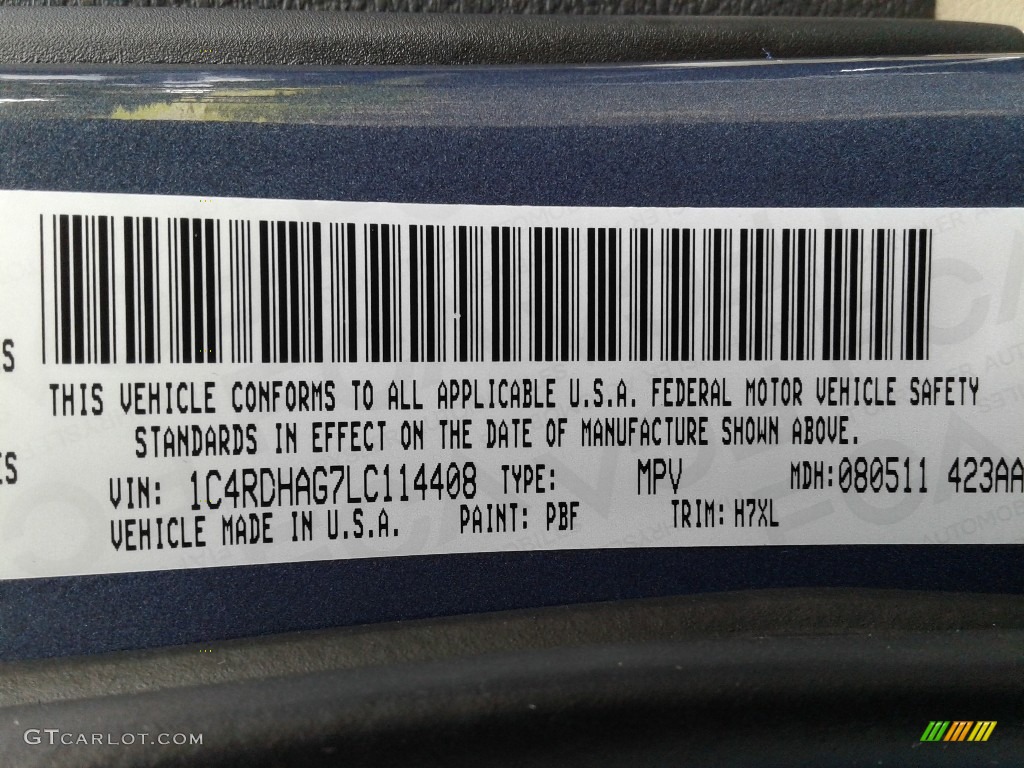 THIS VEHICLE CONFORMS TO ALL APPLICABLE U.S.A. FEDERAL MOTOR VEHICLE SAFETY
STANDARDS IN EFFECT ON THE DATE OF MANUFACTURE SHOWN ABOVE.
VIN: 1C4RDHAG7LC114408 TYPE: MPV MDH:080511 423AA
VEHICLE MADE IN U.S.A. PAINT: PBF TRIM: H7XL
S
ES
GTCARLOT.COM